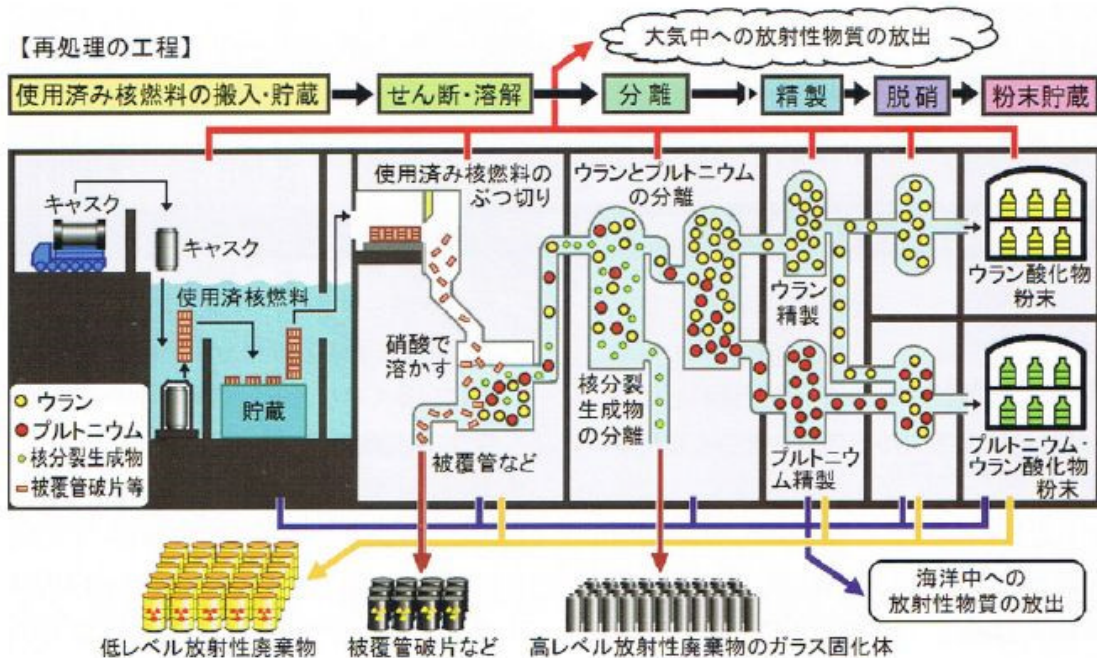 【再処理の工程】
大気中への放射性物質の放出
使用済み核燃料の搬入・貯蔵
せん断・溶解
分離
精製
脱硝
粉末貯蔵
キャスク
キャスク
使用済核燃料
貯蔵
ウラン
プルトニウム
核分裂生成物
被覆管破片等
使用済み核燃料の
ぶつ切り
硝酸で
溶かす
被覆管など
ウランとプルトニウム
の分離
核分裂
生成物
の分離
ウラン
精製
プルトニウ
ム精製
ウラン酸化物
粉末
プルトニウム・
ウラン酸化物
粉末
低レベル放射性廃棄物
被覆管破片など
高レベル放射性廃棄物のガラス固化体
海洋中への
放射性物質の放出